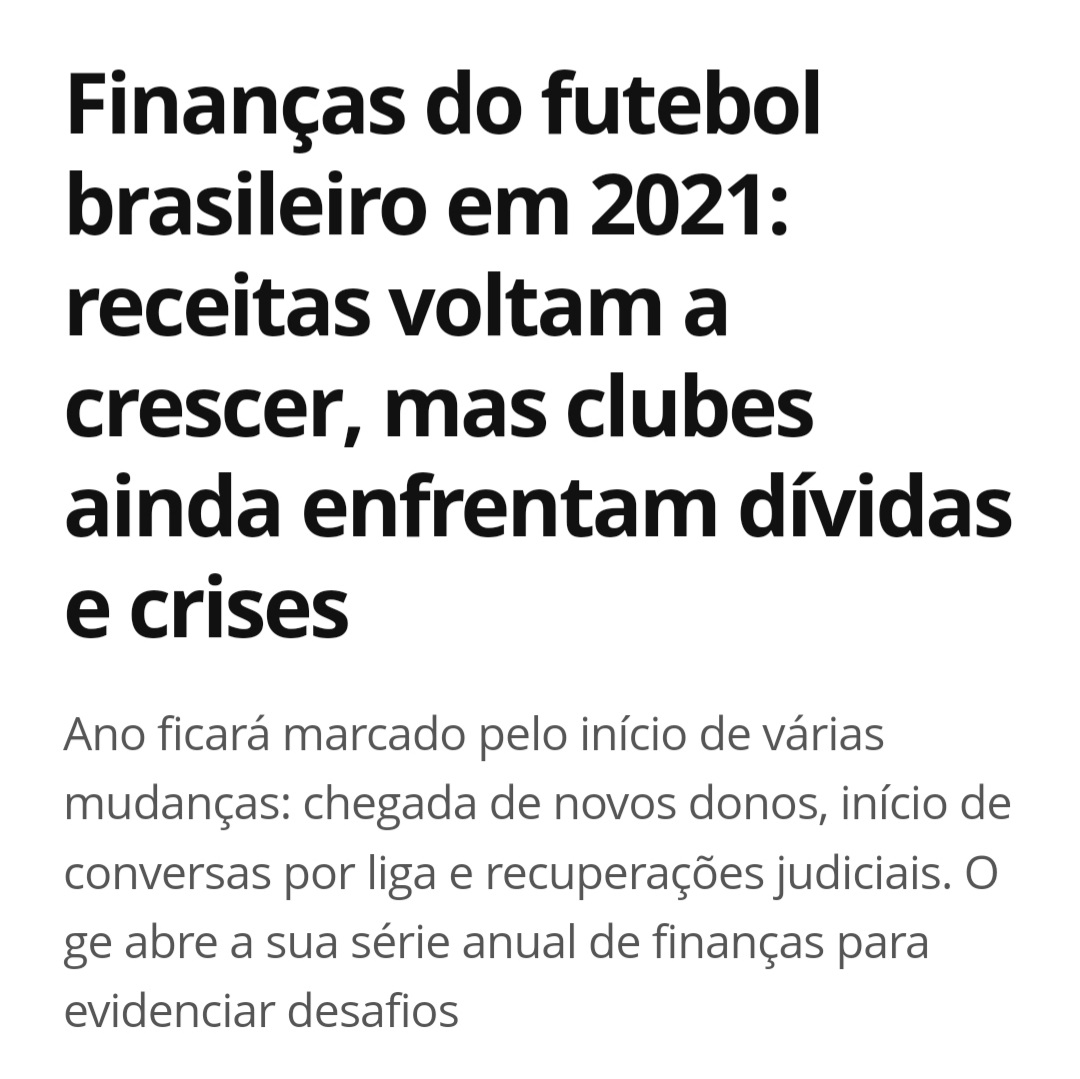 Finanças do futebol
brasileiro em 2021:
receitas voltam a
crescer, mas clubes
ainda enfrentam dívidas
e crises
Ano ficará marcado pelo início de várias
mudanças: chegada de novos donos, início de
conversas por liga e recuperações judiciais. O
ge abre a sua série anual de finanças para
evidenciar desafios